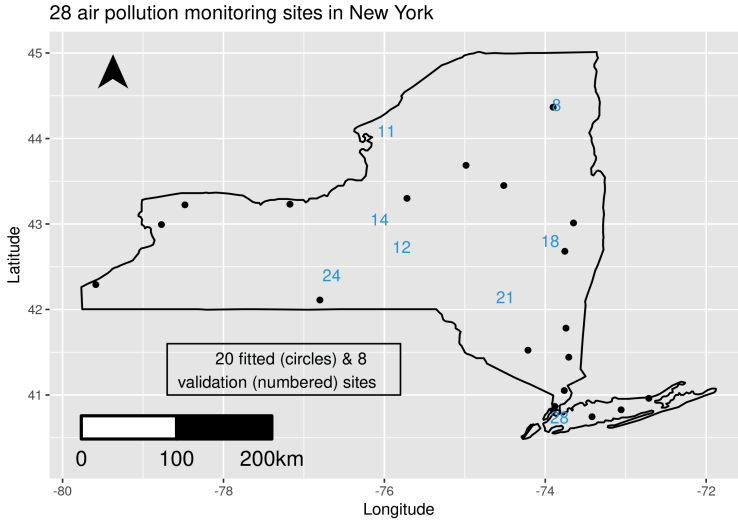 28 air pollution monitoring sites in New York
45
44
43
42
41
Latitude
8
11
14
18
12
24
21
28
20 fitted (circles) & 8
validation (numbered) sites
0 100 200km
-80 -78 -76 -74 -72
Longitude